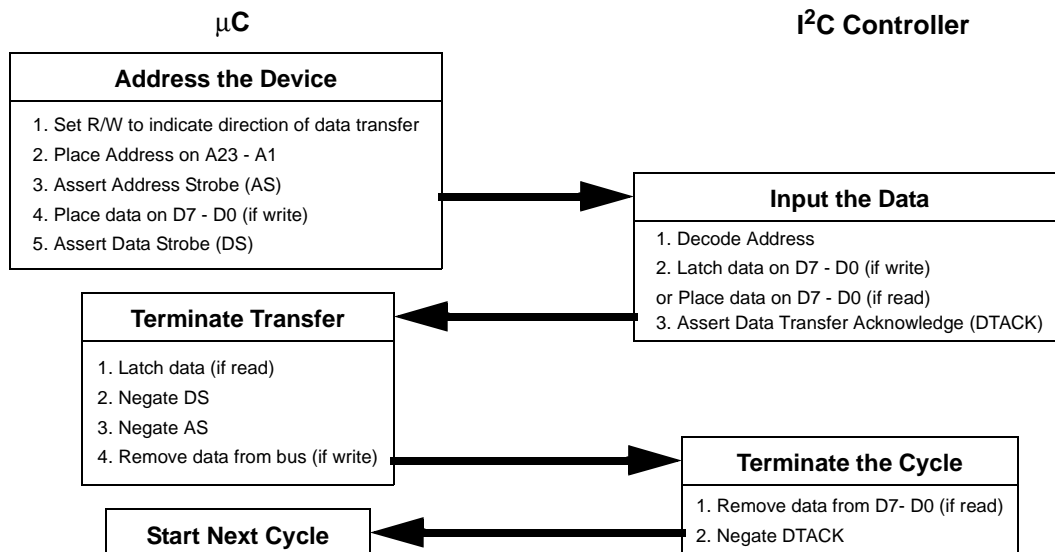 μC
I²C Controller
Address the Device
1. Set R/W to indicate direction of data transfer
2. Place Address on A23 - A1
3. Assert Address Strobe (AS)
4. Place data on D7 - D0 (if write)
5. Assert Data Strobe (DS)
Input the Data
1. Decode Address
2. Latch data on D7 - D0 (if write)
or Place data on D7 - D0 (if read)
3. Assert Data Transfer Acknowledge (DTACK)
Terminate Transfer
1. Latch data (if read)
2. Negate DS
3. Negate AS
4. Remove data from bus (if write)
Terminate the Cycle
1. Remove data from D7- D0 (if read)
2. Negate DTACK
Start Next Cycle